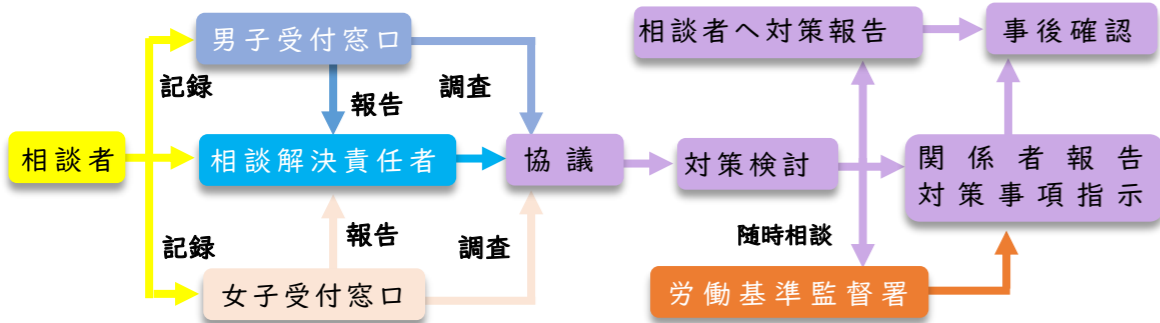 男子受付窓口
相談者へ対策報告
事後確認
記録
報告
調査
相談者
相談解決責任者
協議
対策検討
関係者報告
対策事項指示
記録
報告
調査
随時相談
女子受付窓口
労働基準監督署